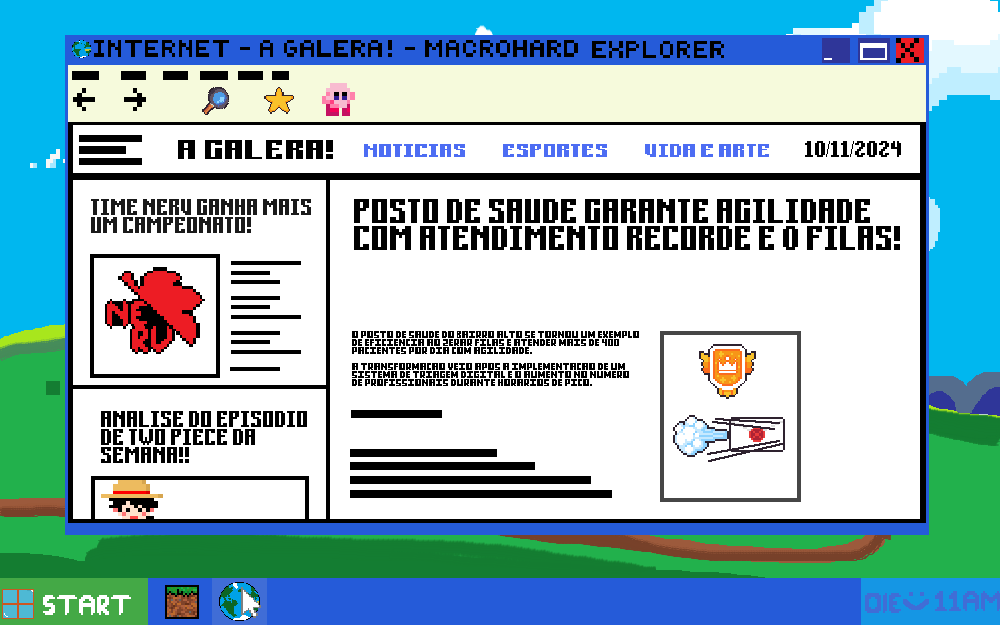 INTERNET - A GALERA! - MACROHARD EXPLORER
A GALERA!
NOTICIAS
ESPORTES
VIDA E ARTE
10/11/2024
TIME NERV GANHA MAIS
UM CAMPEONATO!
NERV
ANALISE DO EPISODIO
DE TWO PIECE DA
SEMANA!!
POSTO DE SAUDE GARANTE AGILIDADE
COM ATENDIMENTO RECORDE E 0 FILAS!
O POSTO DE SAUDE DO BAIRRO ALTO SE TORNOU UM EXEMPLO
DE EFICIENCIA AO ZERAR FILAS E ATENDER MAIS DE 400
PACIENTES POR DIA COM AGILIDADE.
A TRANSFORMACAO VEIO APOS A IMPLEMENTACAO DE UM
SISTEMA DE TRIAGEM DIGITAL E O AUMENTO NO NUMERO
DE PROFISSIONAIS DURANTE HORARIOS DE PICO.
START
OIE 11AM